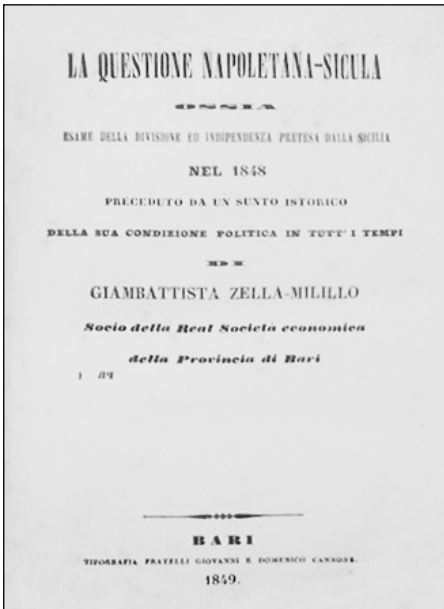 LA QUESTIONE NAPOLETANA-SICULA
OSSIA
ESAME DELLA DIVISIONE ED INDIPENDENZA PRETESA DALLA SICILIA
NEL 1848
PRECEDUTO DA UN SUNTO ISTORICO
DELLA SUA CONDIZIONE POLITICA IN TUTT' I TEMPI
DI
GIAMBATTISTA ZELLA-MILILLO
Socio della Real Società economica
della Provincia di Bari
BARI
TIPOGRAFIA FRATELLI GIOVANNI E DOMENICO CANNONE.
1849.